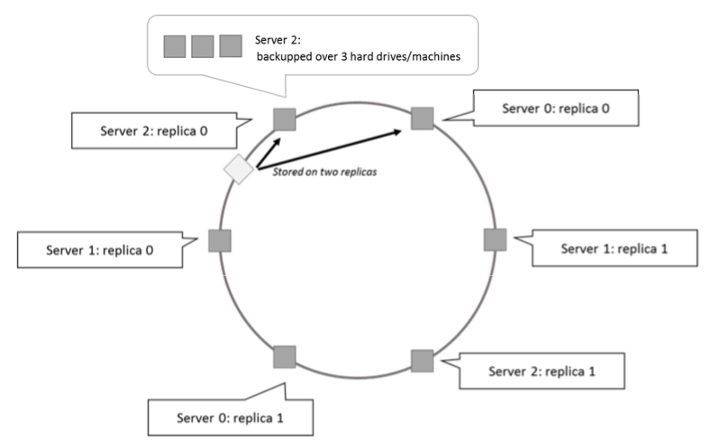 Server 2:
backupped over 3 hard drives/machines
Server 2: replica 0
Server 0: replica 0
Stored on two replicas
Server 1: replica 0
Server 1: replica 1
Server 2: replica 1
Server 0: replica 1